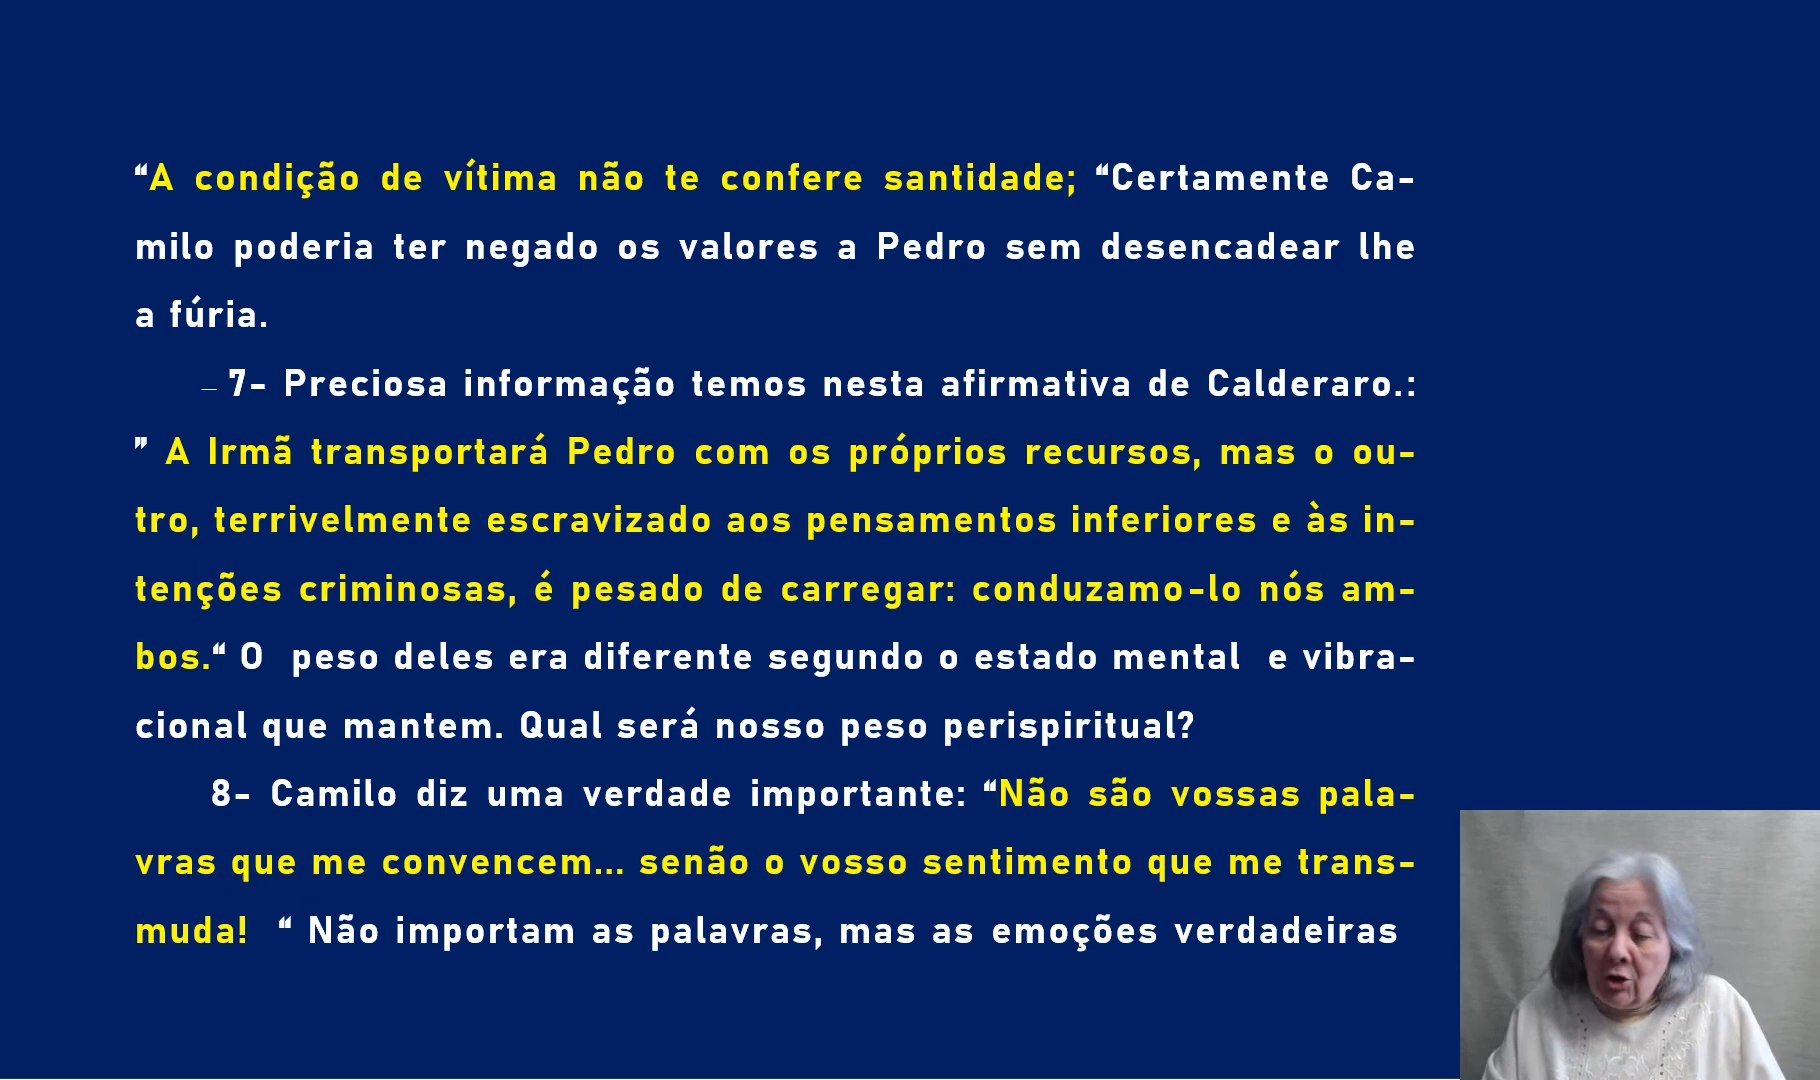 “A condição de vítima não te confere santidade; “Certamente Ca-
milo poderia ter negado os valores a Pedro sem desencadear lhe
a fúria.
– 7- Preciosa informação temos nesta afirmativa de Calderaro.:
” A Irmã transportará Pedro com os próprios recursos, mas o ou-
tro, terrivelmente escravizado aos pensamentos inferiores e às in-
tenções criminosas, é pesado de carregar: conduzamo-lo nós am-
bos.“ O peso deles era diferente segundo o estado mental e vibra-
cional que mantem. Qual será nosso peso perispiritual?
8- Camilo diz uma verdade importante: “Não são vossas pala-
vras que me convencem... senão o vosso sentimento que me trans-
muda! “ Não importam as palavras, mas as emoções verdadeiras